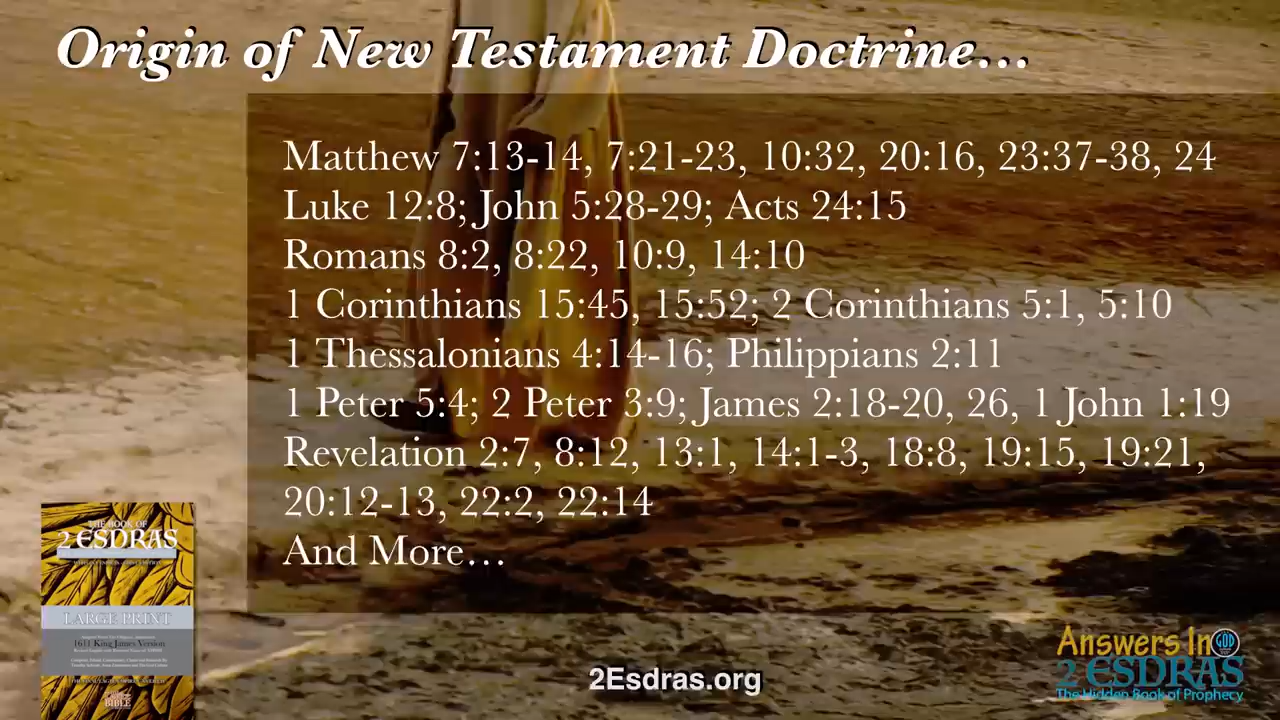 Origin of New Testament Doctrine...
Matthew 7:13-14, 7:21-23, 10:32, 20:16, 23:37-38, 24
Luke 12:8; John 5:28-29; Acts 24:15
Romans 8:2, 8:22, 10:9, 14:10
1 Corinthians 15:45, 15:52; 2 Corinthians 5:1, 5:10
1 Thessalonians 4:14-16; Philippians 2:11
1 Peter 5:4; 2 Peter 3:9; James 2:18-20, 26, 1 John 1:19
Revelation 2:7, 8:12, 13:1, 14:1-3, 18:8, 19:15, 19:21,
20:12-13, 22:2, 22:14
And More...
THE BOOK OF
2 ESDRAS
LARGE PRINT
1611 King James Version
BIBLE
2Esdras.org
Answers In
GOD
2 ESDRAS
The Hidden Book of Prophecy